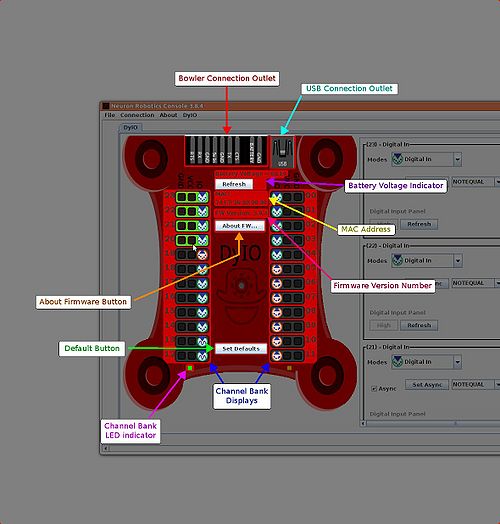 Bowler Connection Outlet
USB Connection Outlet
Neuron Robotics Console 3.8.4
File Connection About DyIO
DyIO
USB
(23) - Digital In
Modes Digital In
Refresh
Battery Voltage Indicator
Digital Input Panel
High Refresh
About FW...
MAC Address
DyIO
(22) - Digital In
Modes Digital In
Firmware Version Number
NOTEQUAL
About Firmware Button
Digital Input Panel
High Refresh
Default Button
Set Defaults
(21) - Digital In
Modes Digital In
Async Set Async NOTEQUAL
Channel Bank
Displays
Digital Input Panel
Channel Bank
LED indicator